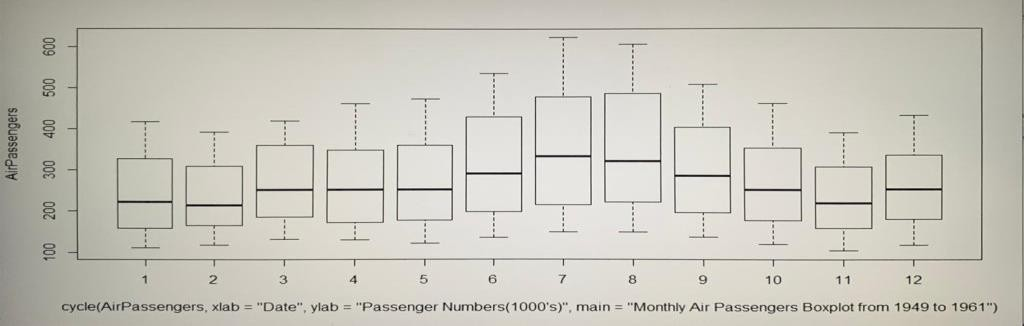 AirPassengers
600
500
400
300
200
100
1 2 3 4 5 6 7 8 9 10 11 12
cycle(AirPassengers, xlab = "Date", ylab = "Passenger Numbers(1000's)", main = "Monthly Air Passengers Boxplot from 1949 to 1961")